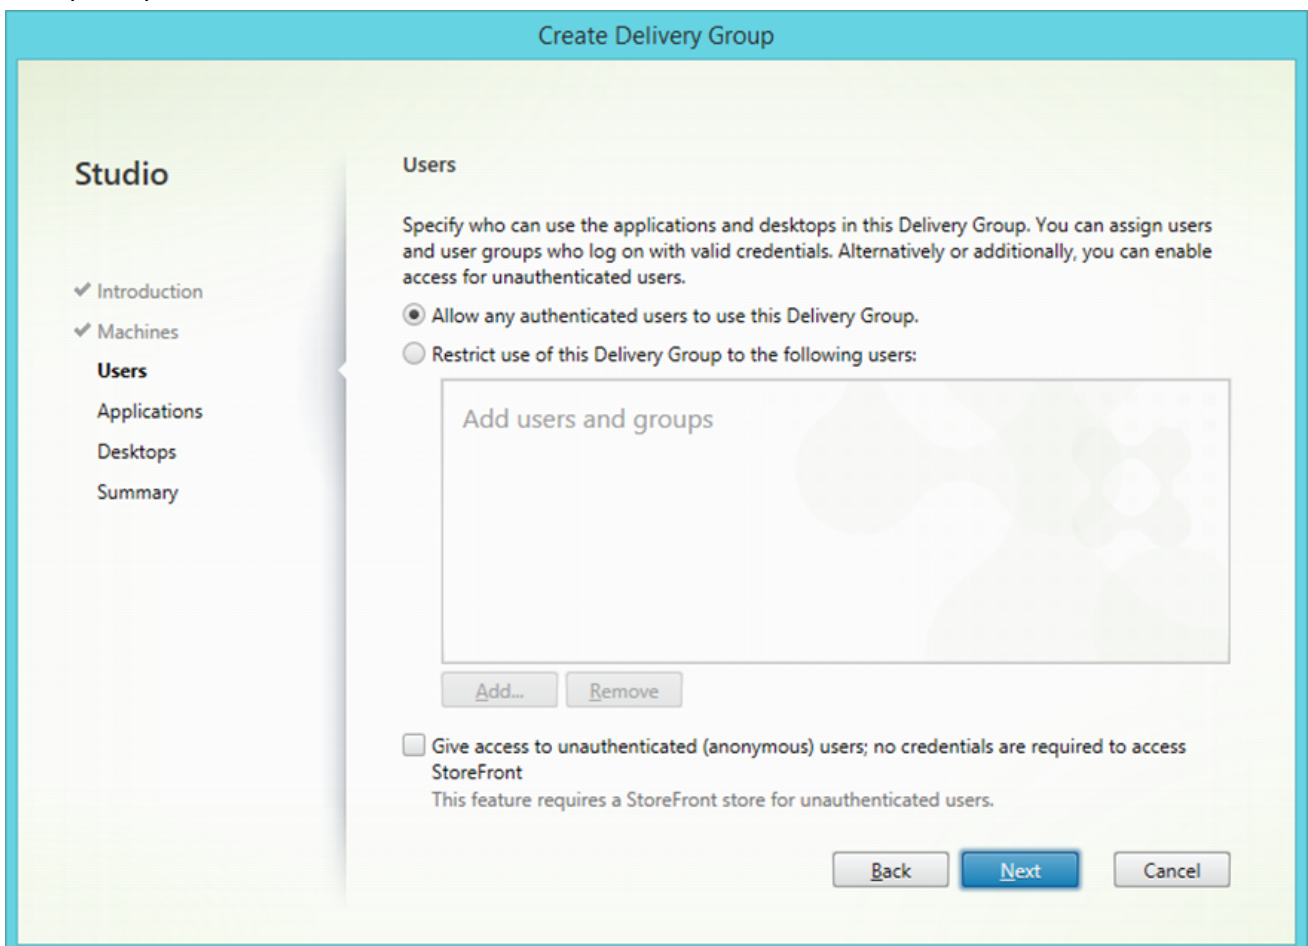 Create Delivery Group
Studio
Introduction
Machines
Users
Applications
Desktops
Summary
Users
Specify who can use the applications and desktops in this Delivery Group. You can assign users
and user groups who log on with valid credentials. Alternatively or additionally, you can enable
access for unauthenticated users.
Allow any authenticated users to use this Delivery Group.
Restrict use of this Delivery Group to the following users:
Add users and groups
Add...
Remove
Give access to unauthenticated (anonymous) users; no credentials are required to access
StoreFront
This feature requires a StoreFront store for unauthenticated users.
Back
Next
Cancel